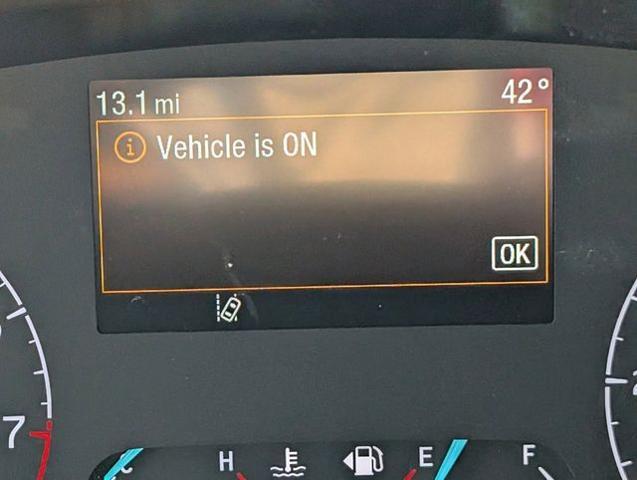 13.1 mi 42°
Vehicle is ON
OK
7 C H E F